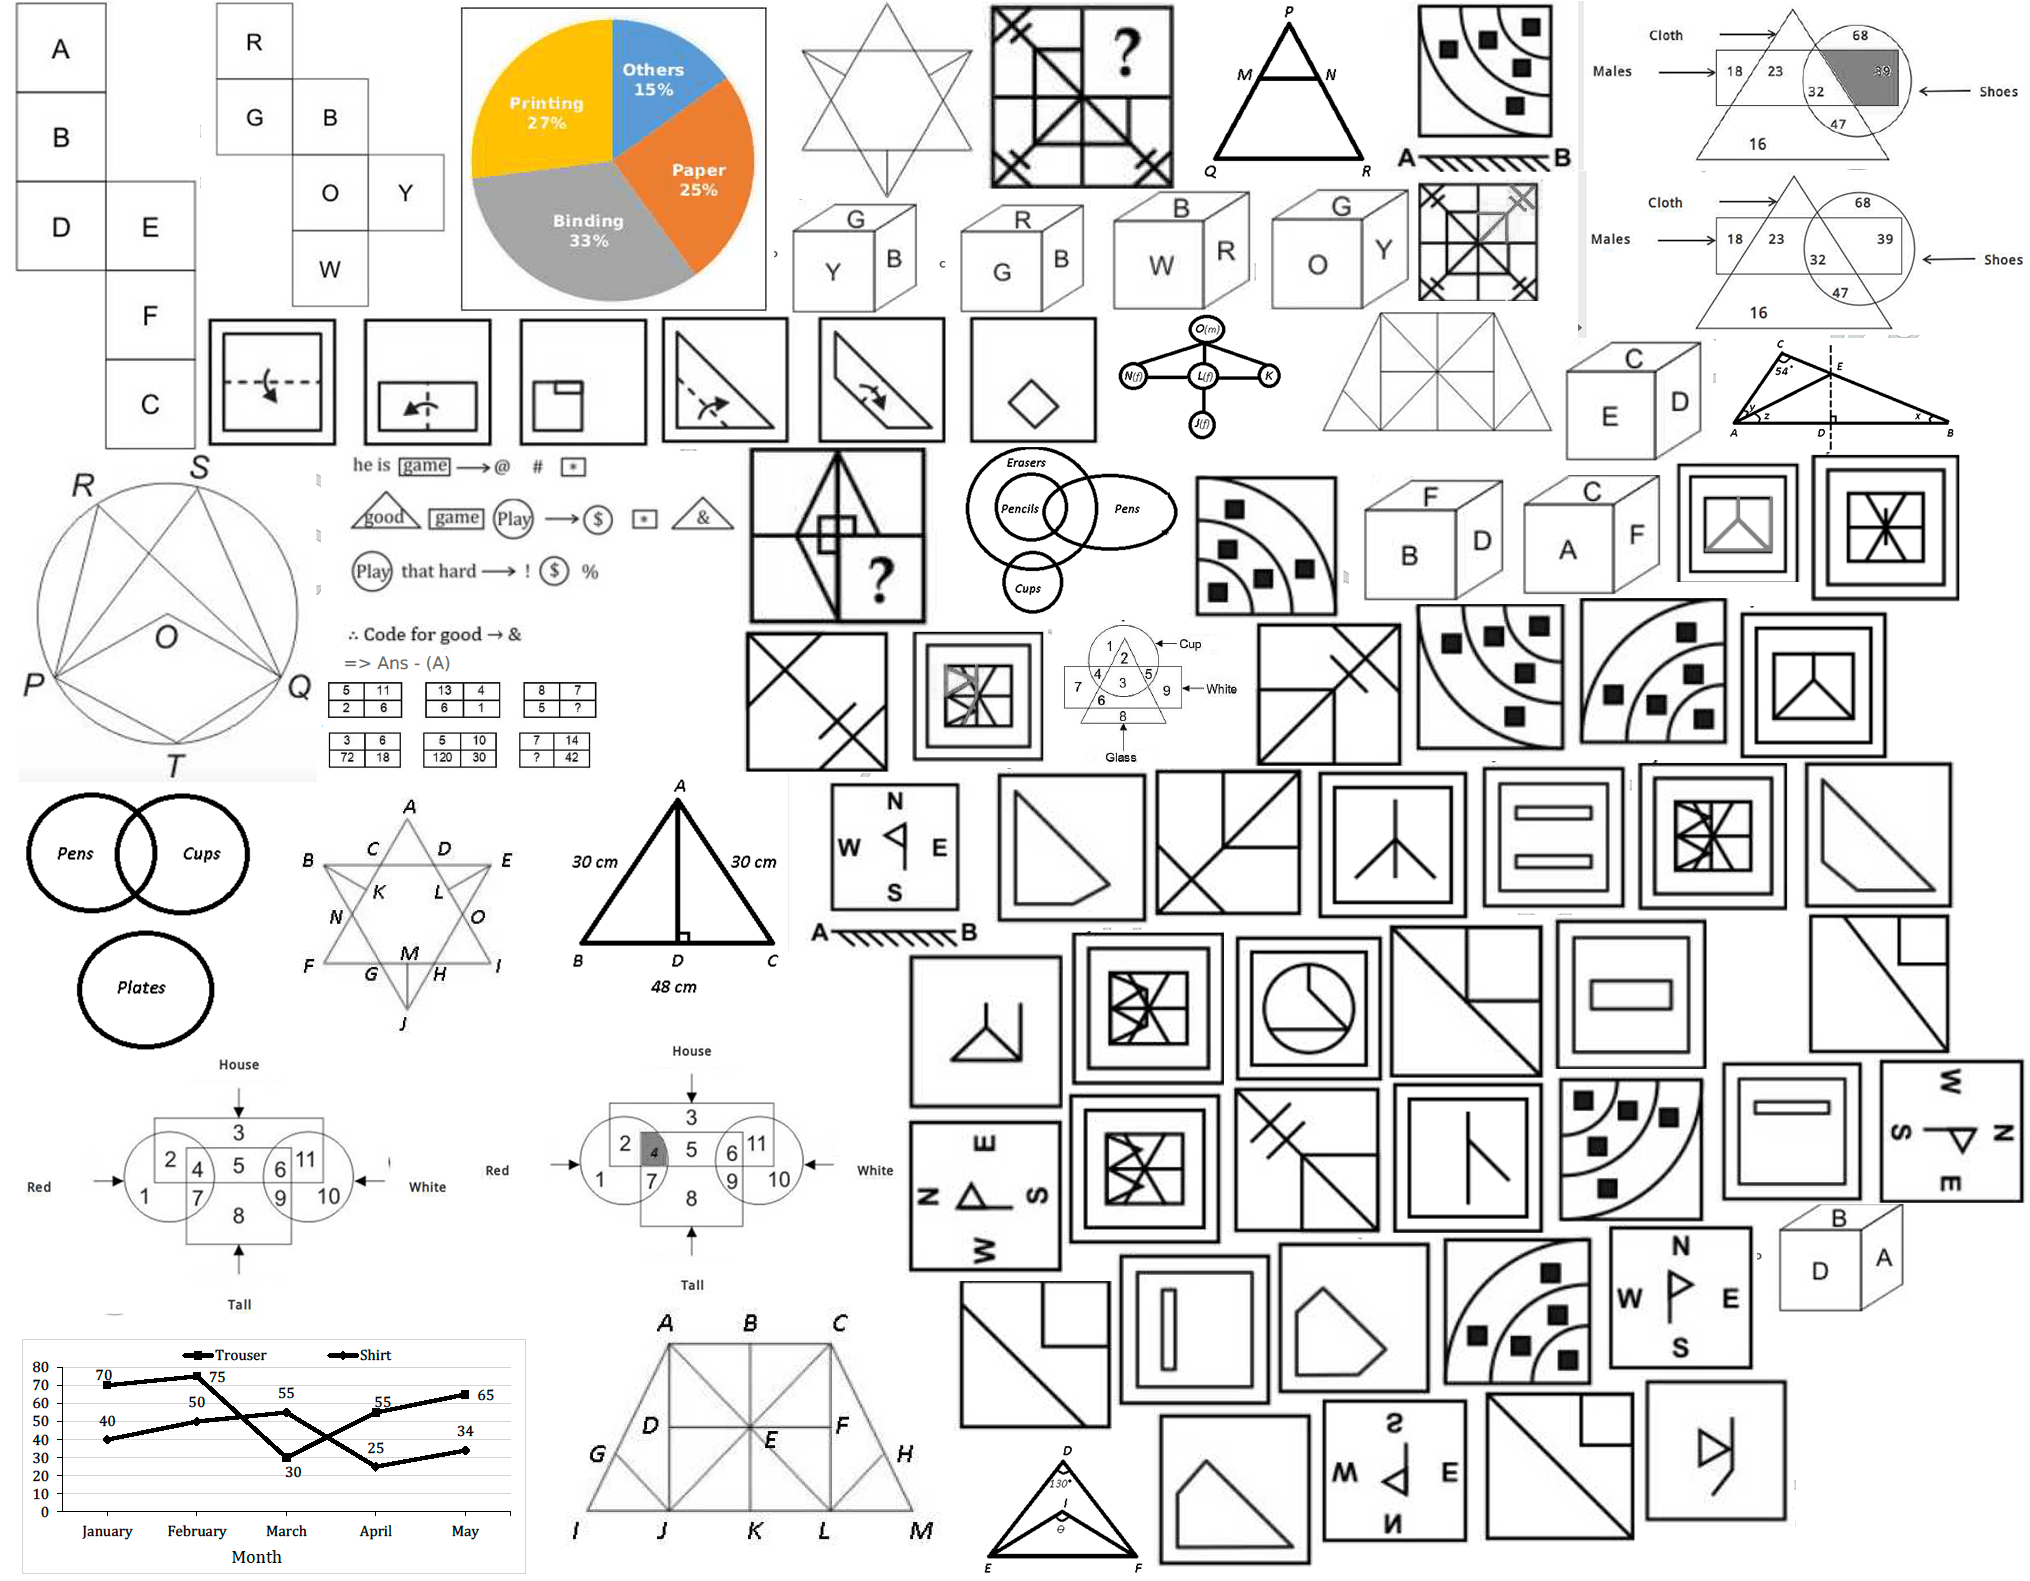 A
B
D E
F
C
R
G B
O Y
W
Others
15%
Printing
27%
Paper
25%
Binding
33%
?
P
M N
Q R
A B
Cloth
68
Males
18 23 39
Shoes
32
47
16
G
Y B
R
G B
B
W R
G
O Y
Cloth
68
Males
18 23 39
Shoes
32
47
16
O(m)
N(f) L(f) K
J(f)
C
E D
C
54°
E
y
z x
A D B
R S
O
P Q
T
he is game → @ # *
good game Play → $ * &
Play that hard → ! $ %
∴ Code for good → &
=> Ans - (A)
5 11 13 4 8 7
2 6 6 1 5 ?
3 6 5 10 7 14
72 18 120 30 ? 42
?
Erasers
Pencils Pens
Cups
F
B D
C
A F
1 Cup
2
4 5
7 3 9 White
6
8
Glass
Pens Cups
Plates
A
B C D E
K L
N O
F M I
G H
J
A
30 cm 30 cm
B D C
48 cm
N
W E
S
A B
House
3
2 4 5 6 11
Red White
1 7 9 10
8
Tall
House
3
2 4 5 6 11
Red White
1 7 9 10
8
Tall
E
N S
W
W
S N
E
N
W E
S
B
D A
S
W E
N
Trouser Shirt
80
70
60
50
40
30
20
10
0
70 75
40 50 55 55 65
30 25 34
January February March April May
Month
A B C
D E F
G H
I J K L M
D
130°
I
θ
E F